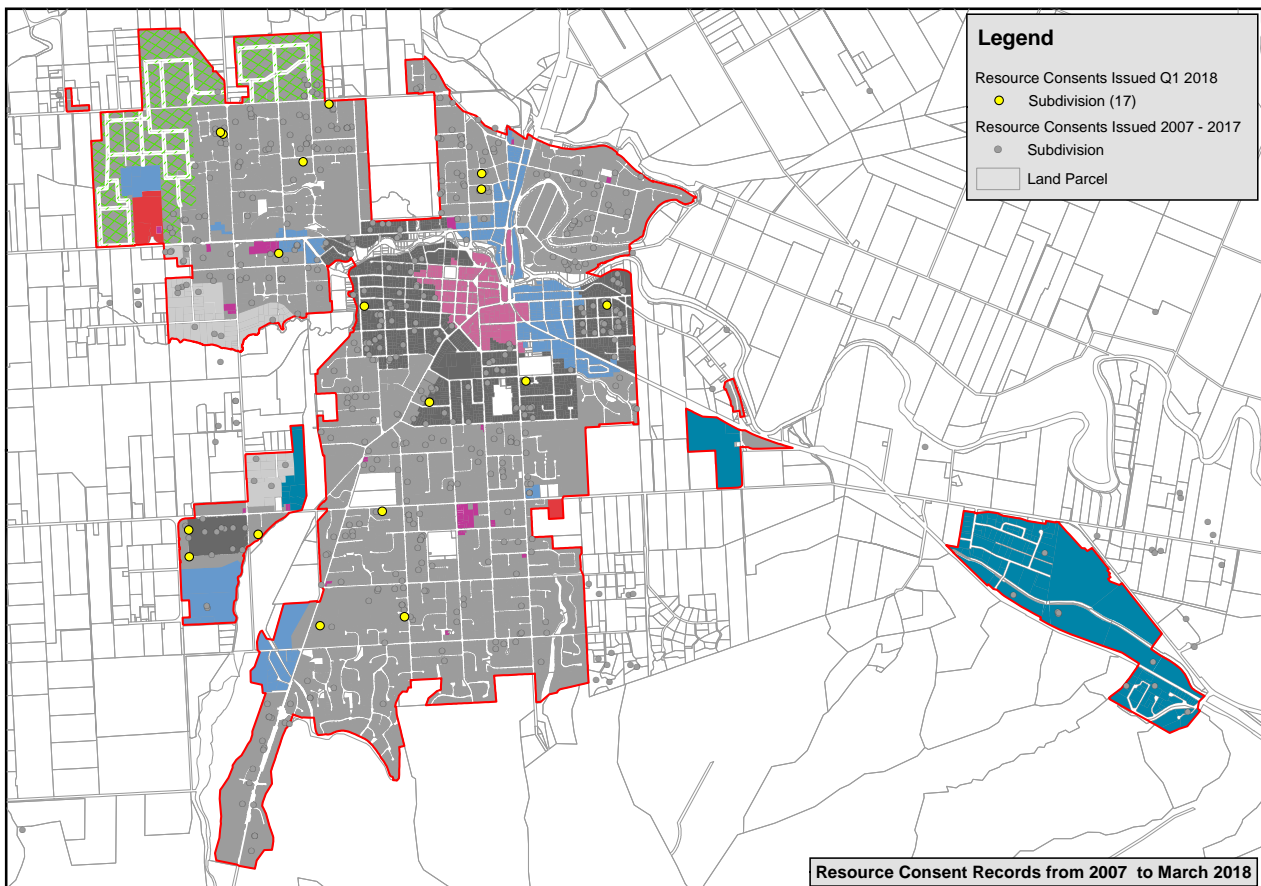 Legend
Resource Consents Issued Q1 2018
Subdivision (17)
Resource Consents Issued 2007 - 2017
Subdivision
Land Parcel
Resource Consent Records from 2007 to March 2018